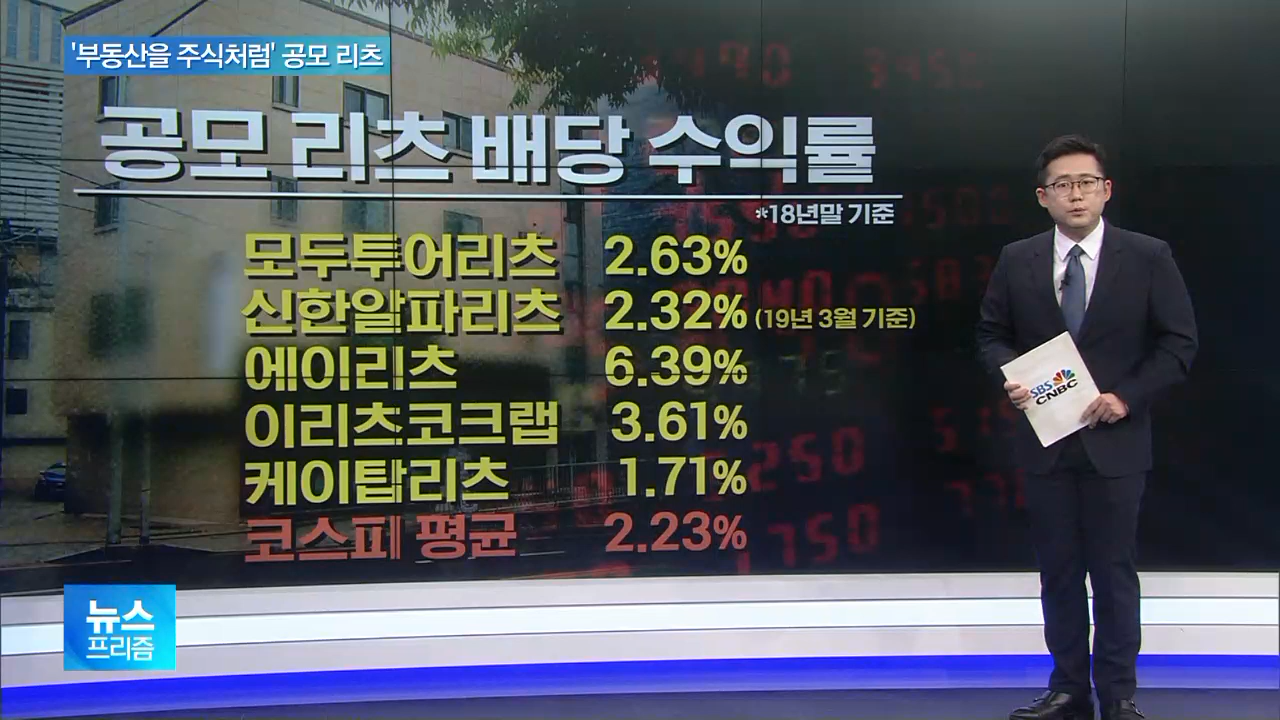 '부동산을 주식처럼' 공모 리츠
공모 리츠 배당 수익률
*18년말 기준
모두투어리츠 2.63%
신한알파리츠 2.32% (19년 3월 기준)
에이리츠 6.39%
이리츠코크랩 3.61%
케이탑리츠 1.71%
코스피 평균 2.23%
SBS
CNBC
뉴스
프리즘